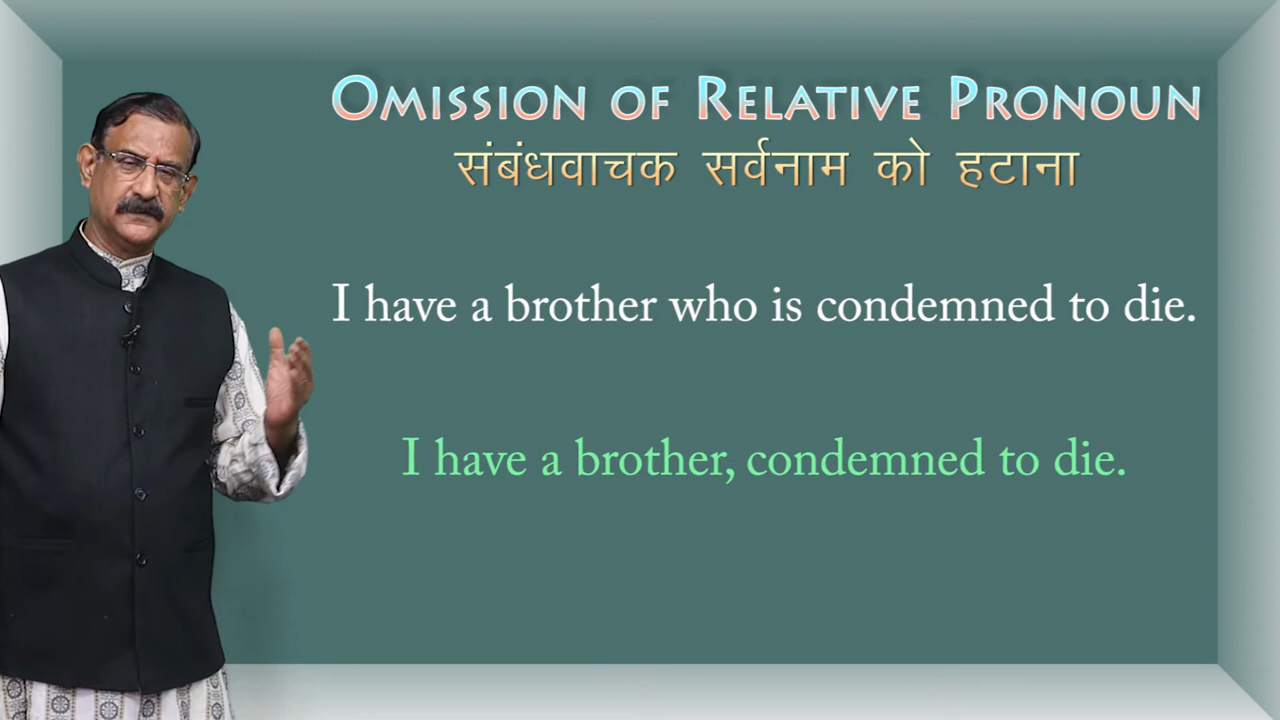 OMISSION OF RELATIVE PRONOUN
संबंधवाचक सर्वनाम को हटाना
I have a brother who is condemned to die.
I have a brother, condemned to die.